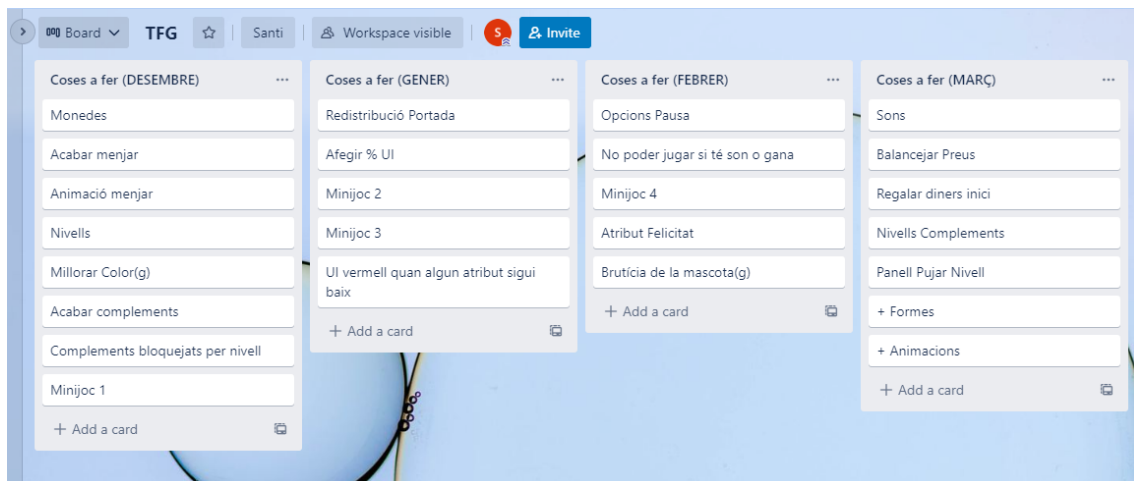 Board
TFG
Santi
Workspace visible
S
Invite
Coses a fer (DESEMBRE)
Monedes
Acabar menjar
Animació menjar
Nivells
Millorar Color(g)
Acabar complements
Complements bloquejats per nivell
Minijoc 1
+ Add a card
Coses a fer (GENER)
Redistribució Portada
Afegir % UI
Minijoc 2
Minijoc 3
UI vermell quan algun atribut sigui
baix
+ Add a card
Coses a fer (FEBRER)
Opcions Pausa
No poder jugar si té son o gana
Minijoc 4
Atribut Felicitat
Brutícia de la mascota(g)
+ Add a card
Coses a fer (MARÇ)
Sons
Balancejar Preus
Regalar diners inici
Nivells Complements
Panell Pujar Nivell
+ Formes
+ Animacions
+ Add a card